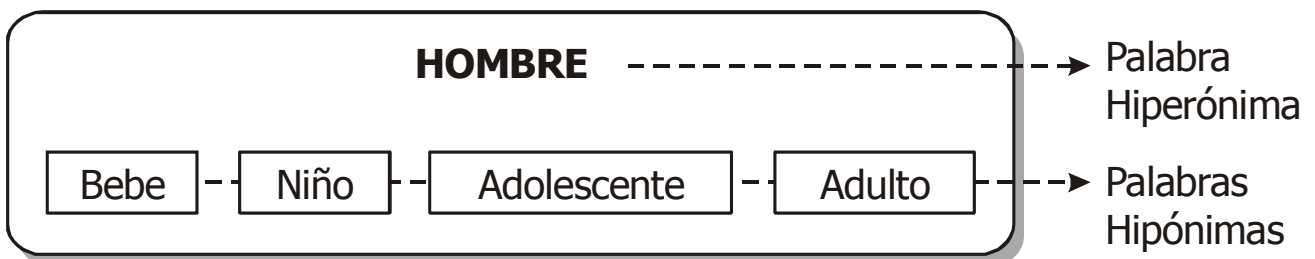 HOMBRE
Palabra
Hiperónima
Bebe Niño Adolescente Adulto
Palabras
Hipónimas